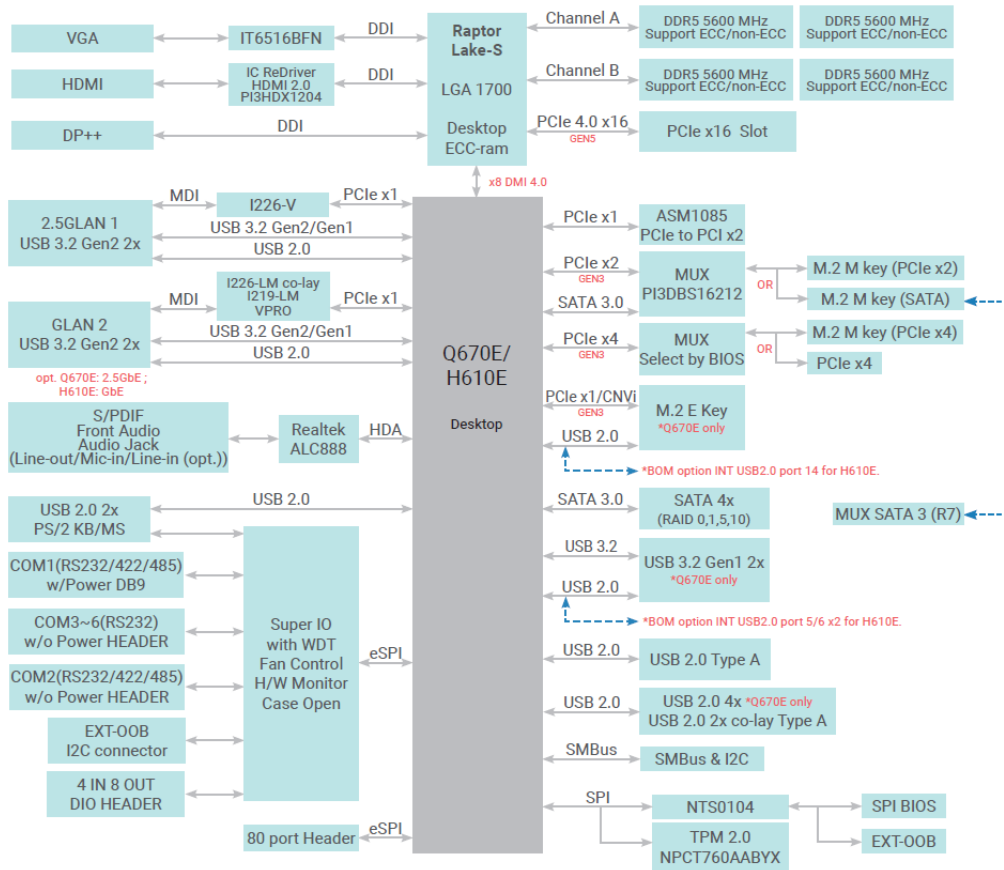 VGA
IT6516BFN
DDI
HDMI
IC ReDriver
HDMI 2.0
PI3HDX1204
DDI
DP++
DDI
Raptor
Lake-S
LGA 1700
Desktop
ECC-ram
Channel A
DDR5 5600 MHz
Support ECC/non-ECC
DDR5 5600 MHz
Support ECC/non-ECC
Channel B
DDR5 5600 MHz
Support ECC/non-ECC
DDR5 5600 MHz
Support ECC/non-ECC
PCIe 4.0 x16
GEN5
PCIe x16 Slot
x8 DMI 4.0
2.5GLAN 1
USB 3.2 Gen2 2x
MDI
I226-V
PCIe x1
USB 3.2 Gen2/Gen1
USB 2.0
GLAN 2
USB 3.2 Gen2 2x
MDI
I226-LM co-lay
I219-LM
VPRO
PCIe x1
USB 3.2 Gen2/Gen1
USB 2.0
opt. Q670E: 2.5GbE ;
H610E: GbE
S/PDIF
Front Audio
Audio Jack
(Line-out/Mic-in/Line-in (opt.))
Realtek
ALC888
HDA
USB 2.0 2x
PS/2 KB/MS
USB 2.0
COM1(RS232/422/485)
w/Power DB9
COM3~6(RS232)
w/o Power HEADER
COM2(RS232/422/485)
w/o Power HEADER
EXT-OOB
I2C connector
4 IN 8 OUT
DIO HEADER
Super IO
with WDT
Fan Control
H/W Monitor
Case Open
eSPI
80 port Header
eSPI
Q670E/
H610E
Desktop
PCIe x1
ASM1085
PCIe to PCI x2
PCIe x2
GEN3
SATA 3.0
MUX
PI3DBS16212
OR
M.2 M key (PCIe x2)
M.2 M key (SATA)
PCIe x4
GEN3
MUX
Select by BIOS
OR
M.2 M key (PCIe x4)
PCIe x4
PCIe x1/CNVi
GEN3
USB 2.0
M.2 E Key
*Q670E only
*BOM option INT USB2.0 port 14 for H610E.
SATA 3.0
SATA 4x
(RAID 0,1,5,10)
MUX SATA 3 (R7)
USB 3.2
USB 2.0
USB 3.2 Gen1 2x
*Q670E only
*BOM option INT USB2.0 port 5/6 x2 for H610E.
USB 2.0
USB 2.0 Type A
USB 2.0
USB 2.0 4x *Q670E only
USB 2.0 2x co-lay Type A
SMBus
SMBus & I2C
SPI
NTS0104
SPI BIOS
EXT-OOB
TPM 2.0
NPCT760AABYX